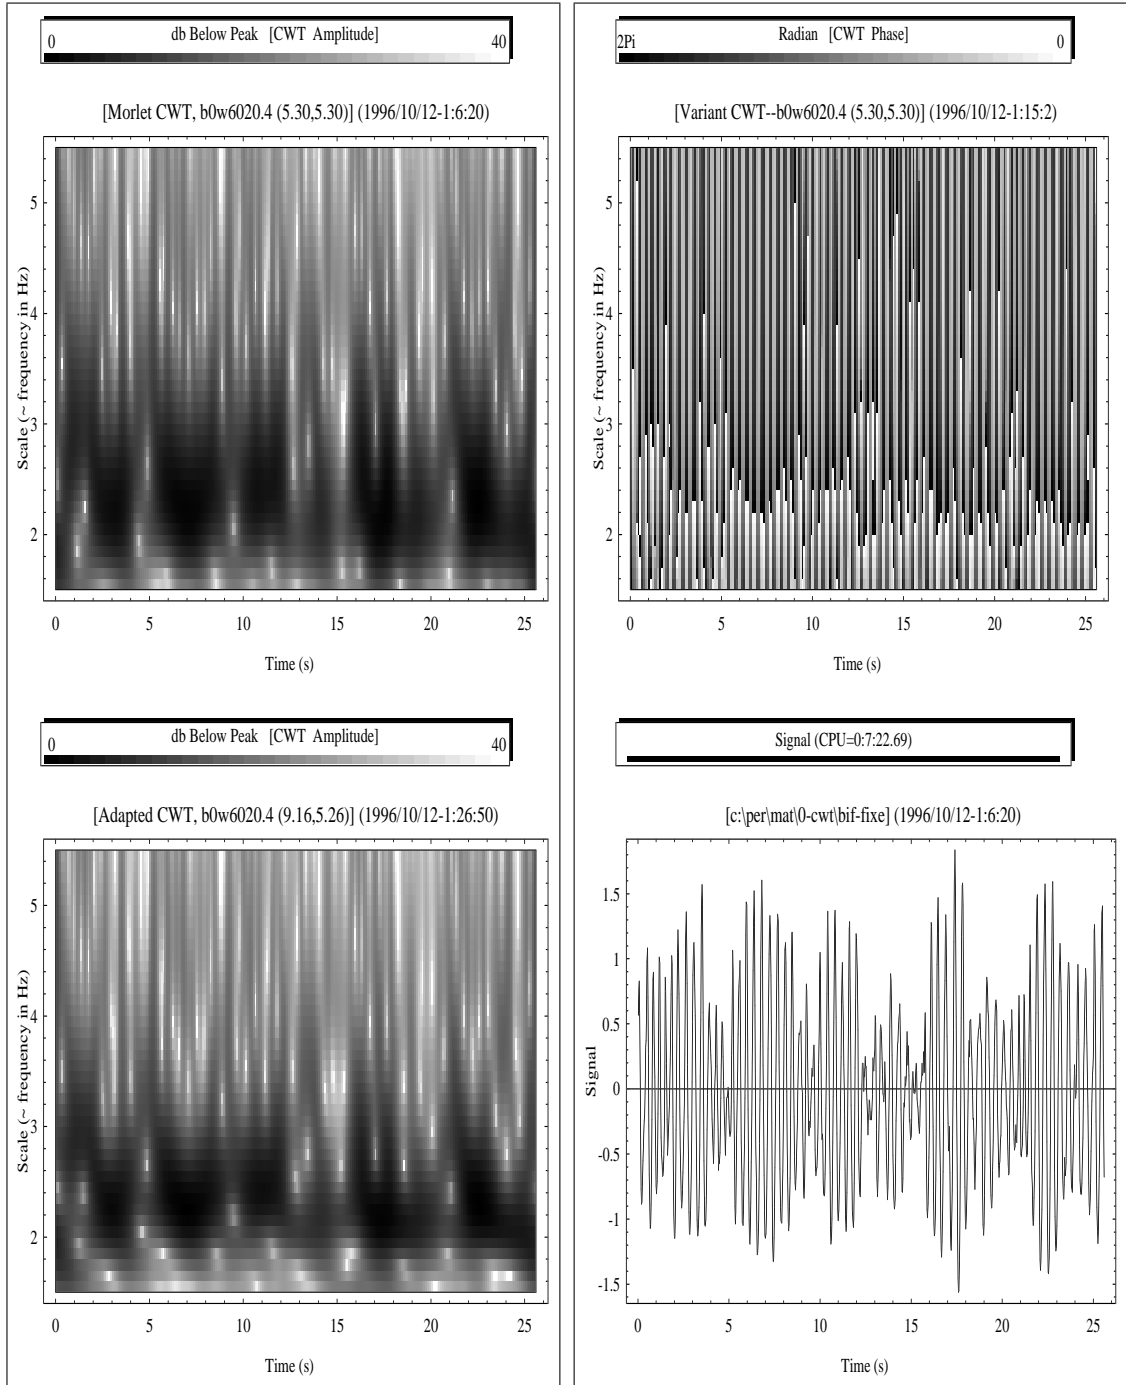 db Below Peak [CWT Amplitude]
0 40
[Morlet CWT, b0w6020.4 (5.30,5.30)] (1996/10/12-1:6:20)
5
4
3
2
Scale (~ frequency in Hz)
0 5 10 15 20 25
Time (s)
Radian [CWT Phase]
2Pi 0
[Variant CWT--b0w6020.4 (5.30,5.30)] (1996/10/12-1:15:2)
5
4
3
2
Scale (~ frequency in Hz)
0 5 10 15 20 25
Time (s)
db Below Peak [CWT Amplitude]
0 40
[Adapted CWT, b0w6020.4 (9.16,5.26)] (1996/10/12-1:26:50)
5
4
3
2
Scale (~ frequency in Hz)
0 5 10 15 20 25
Time (s)
Signal (CPU=0:7:22.69)
[c:\per\mat\0-cwt\bif-fixe] (1996/10/12-1:6:20)
1.5
1
0.5
0
-0.5
-1
-1.5
Signal
0 5 10 15 20 25
Time (s)